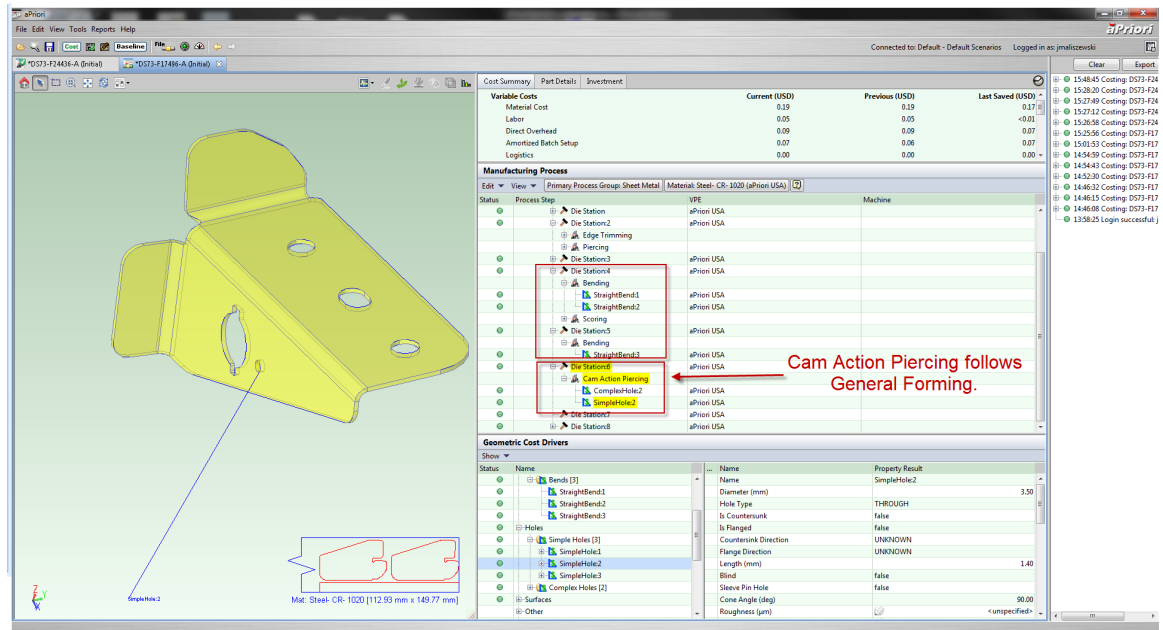 aPriori
File Edit View Tools Reports Help
aPriori
Cost Baseline File
Connected to: Default - Default Scenarios Logged in as: jmaliszewski
*DS73-F24436-A (Initial) *DS73-F17496-A (Initial)
Clear Export
Cost Summary Part Details Investment
Variable Costs Current (USD) Previous (USD) Last Saved (USD)
Material Cost 0.19 0.19 0.17
Labor 0.05 0.05 <0.01
Direct Overhead 0.09 0.09 0.07
Amortized Batch Setup 0.07 0.06 0.07
Logistics 0.00 0.00 0.00
15:48:45 Costing: DS73-F24
15:28:20 Costing: DS73-F24
15:27:49 Costing: DS73-F24
15:27:12 Costing: DS73-F24
15:26:58 Costing: DS73-F24
15:25:56 Costing: DS73-F17
15:01:53 Costing: DS73-F17
14:54:59 Costing: DS73-F17
14:54:43 Costing: DS73-F17
14:52:30 Costing: DS73-F17
14:46:32 Costing: DS73-F17
14:46:15 Costing: DS73-F17
14:46:08 Costing: DS73-F17
13:58:25 Login successful: j
Manufacturing Process
Edit View Primary Process Group: Sheet Metal Material: Steel- CR- 1020 (aPriori USA)
Status Process Step VPE Machine
Die Station aPriori USA
Die Station:2 aPriori USA
Edge Trimming
Piercing
Die Station:3 aPriori USA
Die Station:4 aPriori USA
Bending
StraightBend:1 aPriori USA
StraightBend:2 aPriori USA
Scoring
Die Station:5 aPriori USA
Bending
StraightBend:3 aPriori USA
Die Station:6 aPriori USA
Cam Action Piercing
ComplexHole:2 aPriori USA
SimpleHole:2 aPriori USA
Die Station:7 aPriori USA
Die Station:8 aPriori USA
Cam Action Piercing follows
General Forming.
Geometric Cost Drivers
Show
Status Name ... Name Property Result
Bends [3] Name SimpleHole:2
StraightBend:1 Diameter (mm) 3.50
StraightBend:2 Hole Type THROUGH
StraightBend:3 Is Countersunk false
Holes Is Flanged false
Simple Holes [3] Countersink Direction UNKNOWN
SimpleHole:1 Flange Direction UNKNOWN
SimpleHole:2 Length (mm) 1.40
SimpleHole:3 Blind false
Complex Holes [2] Sleeve Pin Hole false
Surfaces Cone Angle (deg) 90.00
Other Roughness (µm) <unspecified>
Z
Y
X
SimpleHole:2
Mat: Steel- CR- 1020 [112.93 mm x 149.77 mm]